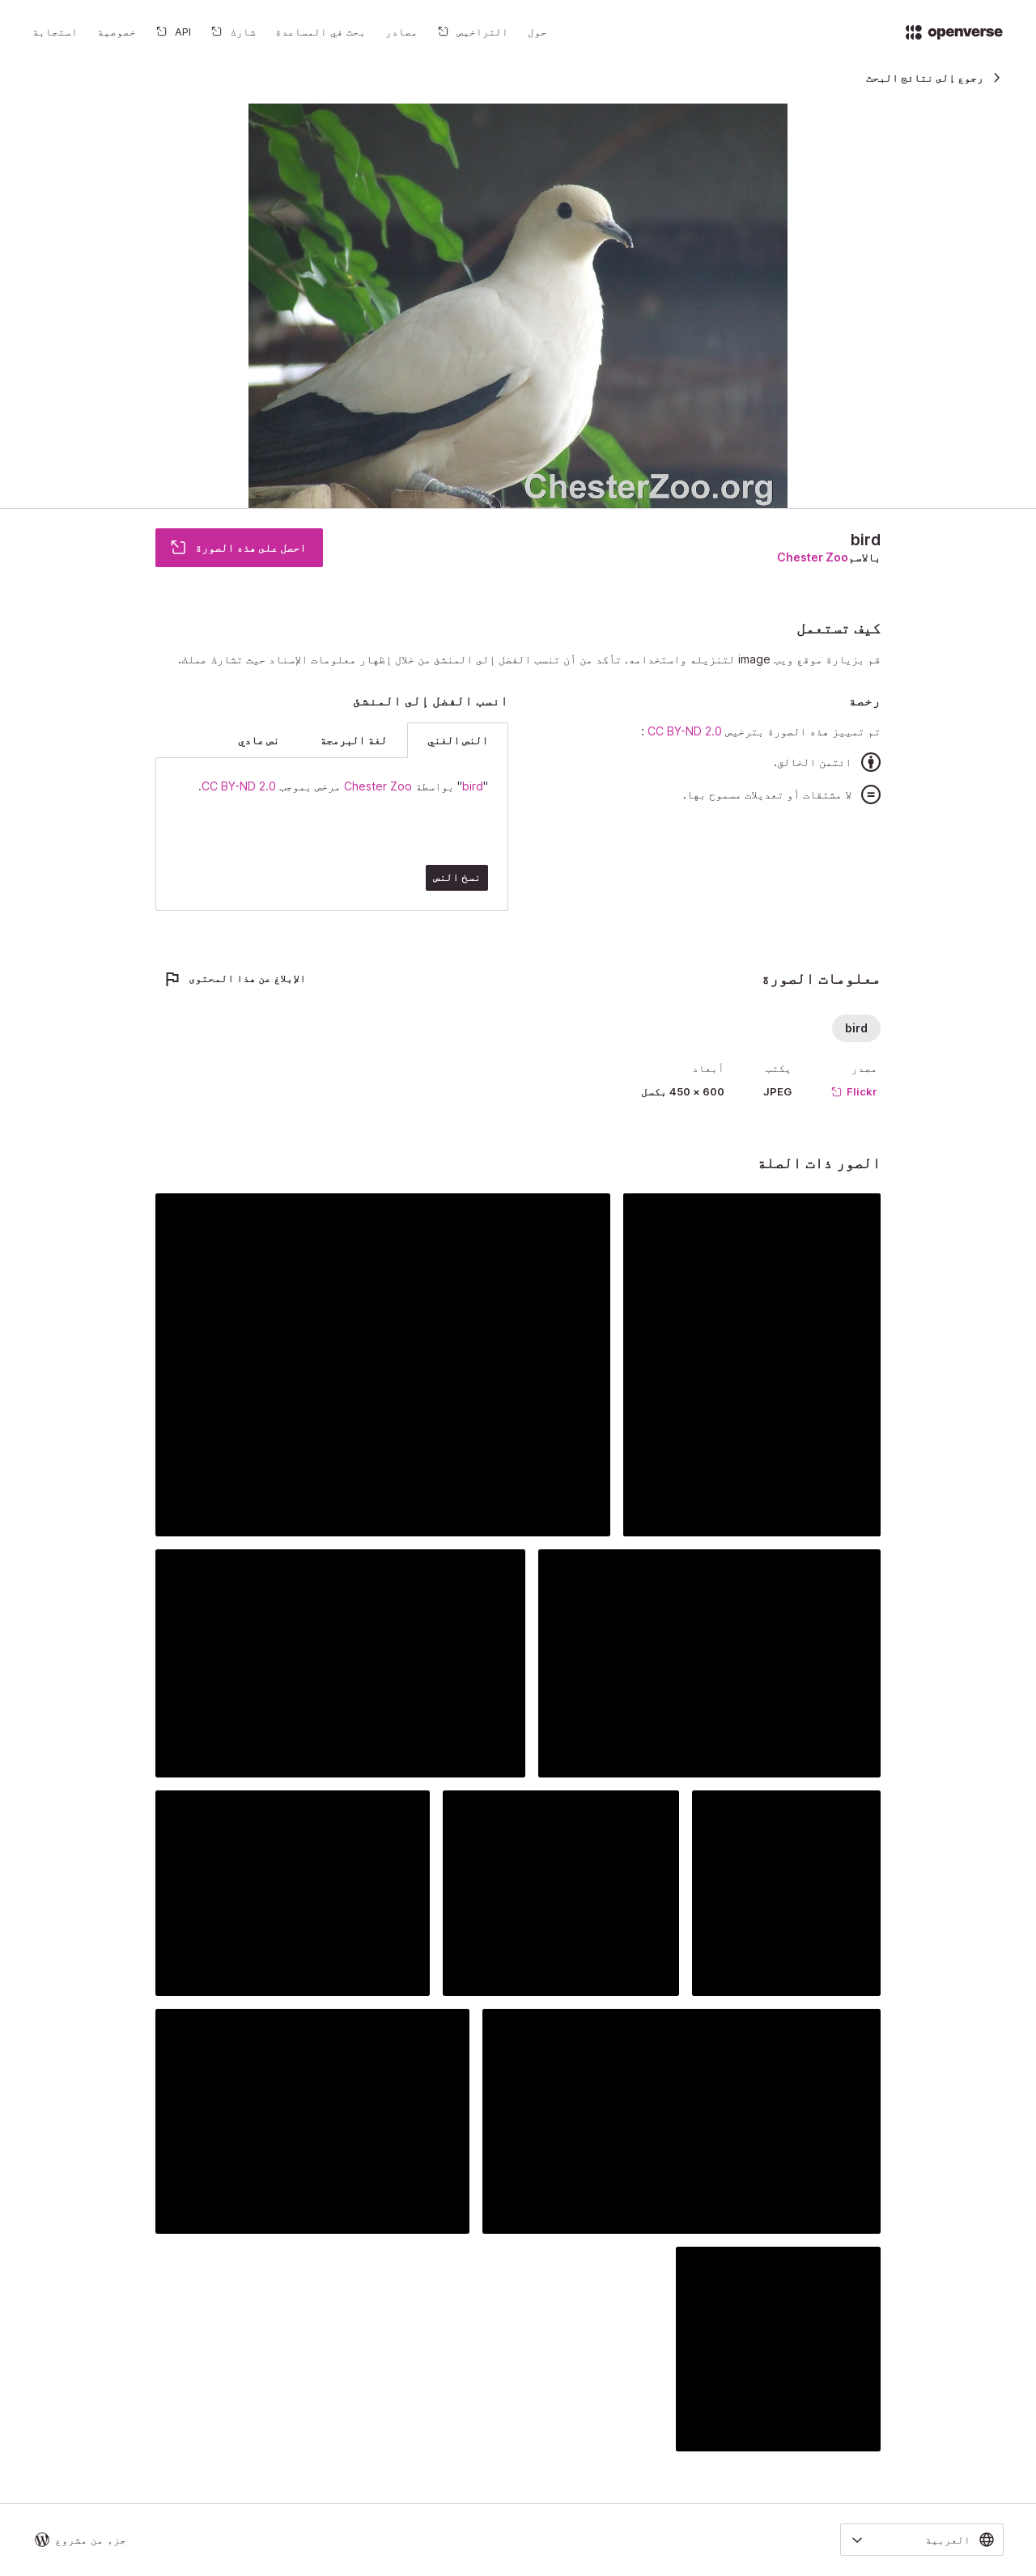 openverse
حول
التراخيص
مصادر
بحث في المساعدة
شارك
API
خصوصية
استجابة
رجوع إلى نتائج البحث
ChesterZoo.org
bird
بالاسم Chester Zoo
احصل على هذه الصورة
كيف تستعمل
قم بزيارة موقع ويب image لتنزيله واستخدامه. تأكد من أن تنسب الفضل إلى المنشئ من خلال إظهار معلومات الإسناد حيث تشارك عملك.
رخصة
تم تمييز هذه الصورة بترخيص CC BY-ND 2.0 :
ائتمن الخالق.
لا مشتقات أو تعديلات مسموح بها.
انسب الفضل إلى المنشئ
النص الغني
لغة البرمجة
نص عادي
"bird" بواسطة Chester Zoo مرخص بموجب CC BY-ND 2.0.
نسخ النص
معلومات الصورة
الإبلاغ عن هذا المحتوى
bird
مصدر
يكتب
أبعاد
Flickr
JPEG
600 × 450 بكسل
الصور ذات الصلة
العربية
جزء من مشروع